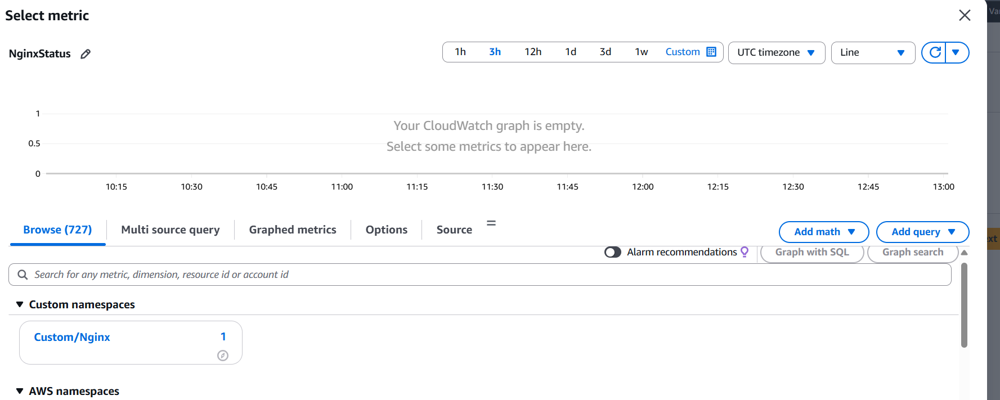 Select metric
Va
NginxStatus
1h 3h 12h 1d 3d 1w Custom
UTC timezone
Line
1
Your CloudWatch graph is empty.
0.5
Select some metrics to appear here.
0
10:15 10:30 10:45 11:00 11:15 11:30 11:45 12:00 12:15 12:30 12:45 13:00
Browse (727) Multi source query Graphed metrics Options Source
Add math Add query
ext
Alarm recommendations Graph with SQL Graph search
Search for any metric, dimension, resource id or account id
Custom namespaces
Custom/Nginx 1
AWS namespaces